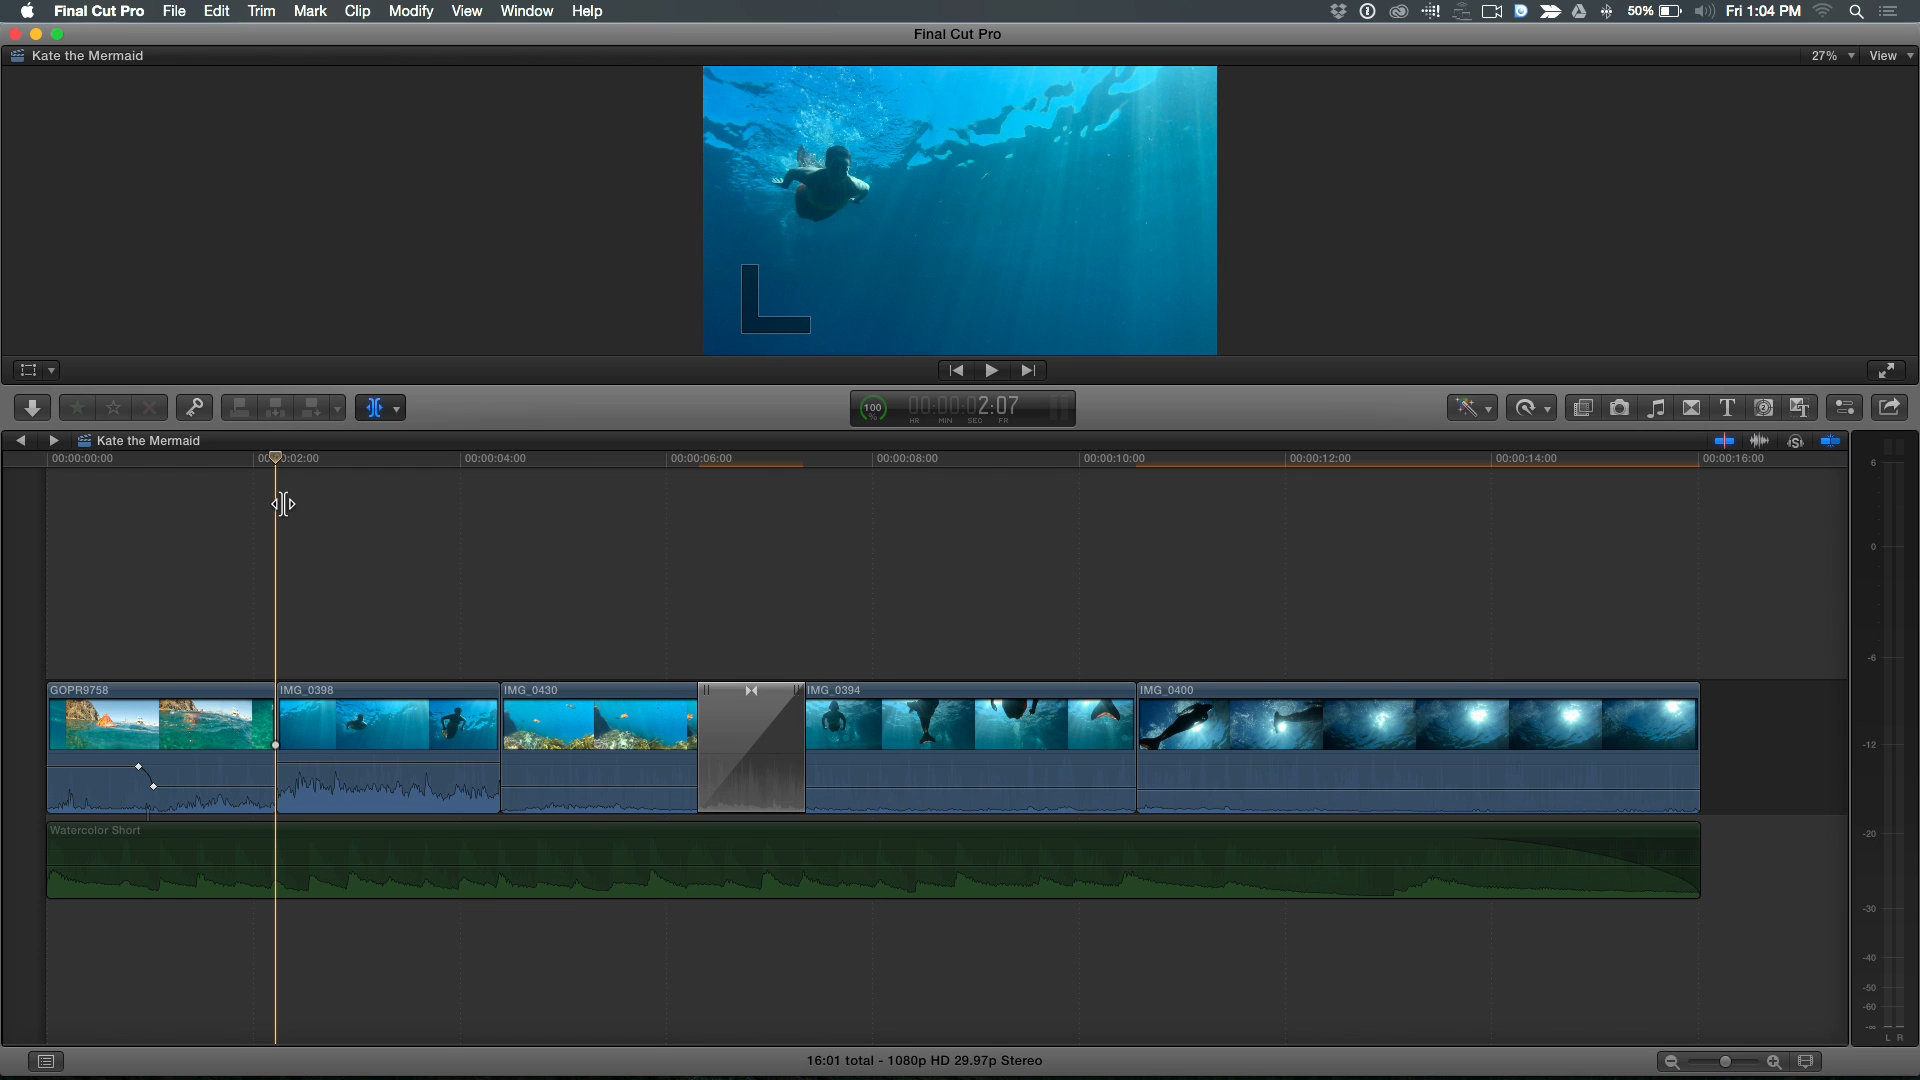 Final Cut Pro File Edit Trim Mark Clip Modify View Window Help 50% Fri 1:04 PM
Final Cut Pro
Kate the Mermaid 27% View
100 % 00:00:02:07
HR MIN SEC FR
Kate the Mermaid
00:00:00:00 00:00:04:00 00:00:06:00 00:00:08:00 00:00:10:00 00:00:12:00 00:00:14:00 00:00:16:00
6
0
-6
GOPR9758 IMG_0398 IMG_0430 IMG_0394 IMG_0400
-12
Watercolor Short
-20
-30
-40
-50
-60
-∞
L R
16:01 total - 1080p HD 29.97p Stereo